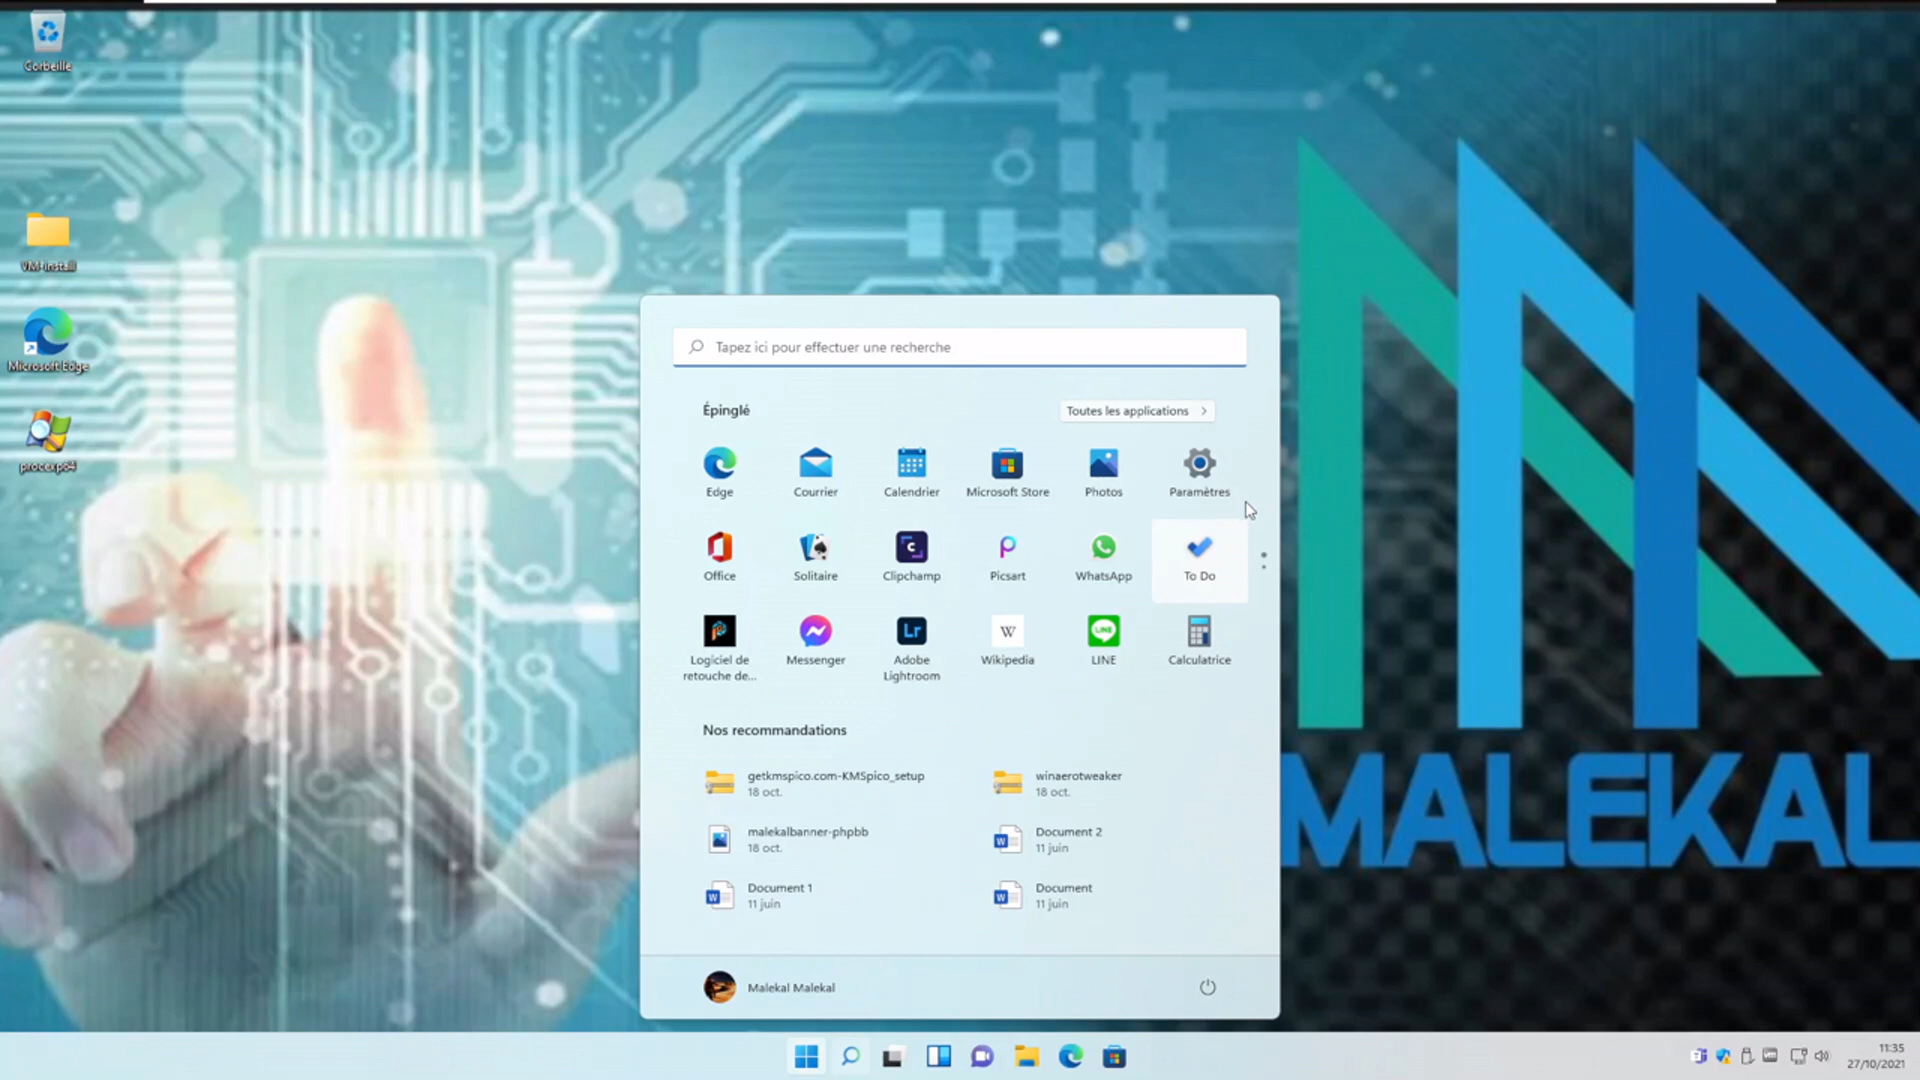 Corbeille
VM-install
Microsoft Edge
procexp64
Tapez ici pour effectuer une recherche
Épinglé
Toutes les applications
Edge
Courrier
Calendrier
Microsoft Store
Photos
Paramètres
Office
Solitaire
Clipchamp
Picsart
WhatsApp
To Do
Logiciel de
retouche de...
Messenger
Lr
Adobe
Lightroom
W
Wikipedia
LINE
LINE
Calculatrice
Nos recommandations
getkmspico.com-KMSpico_setup
18 oct.
winaerotweaker
18 oct.
malekalbanner-phpbb
18 oct.
Document 2
11 juin
Document 1
11 juin
Document
11 juin
Malekal Malekal
MALEKAL
11:35
27/10/2021